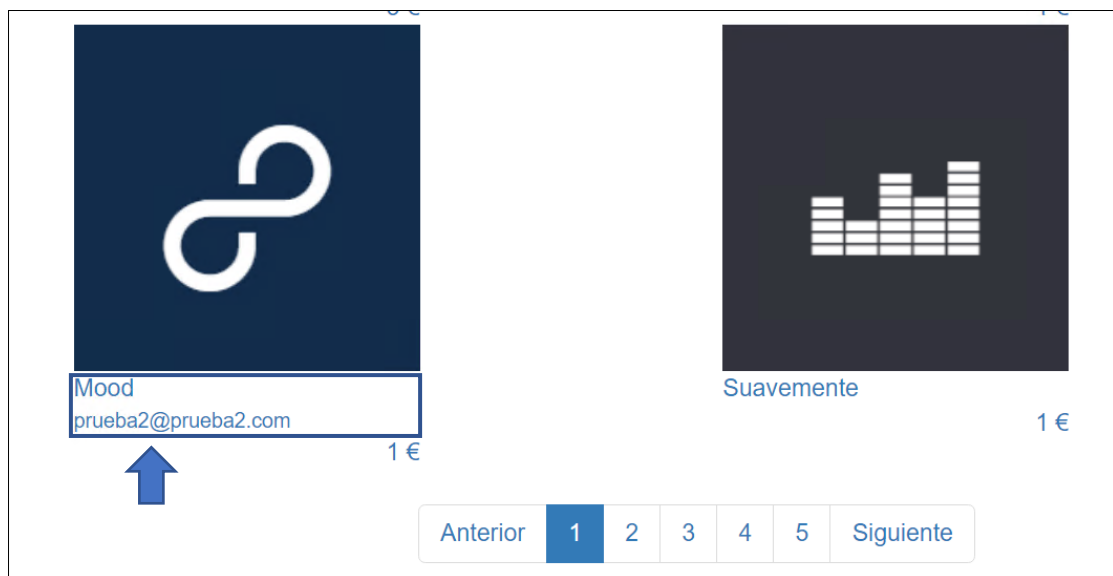 Mood
prueba2@prueba2.com
1 €
Suavemente
1 €
Anterior 1 2 3 4 5 Siguiente